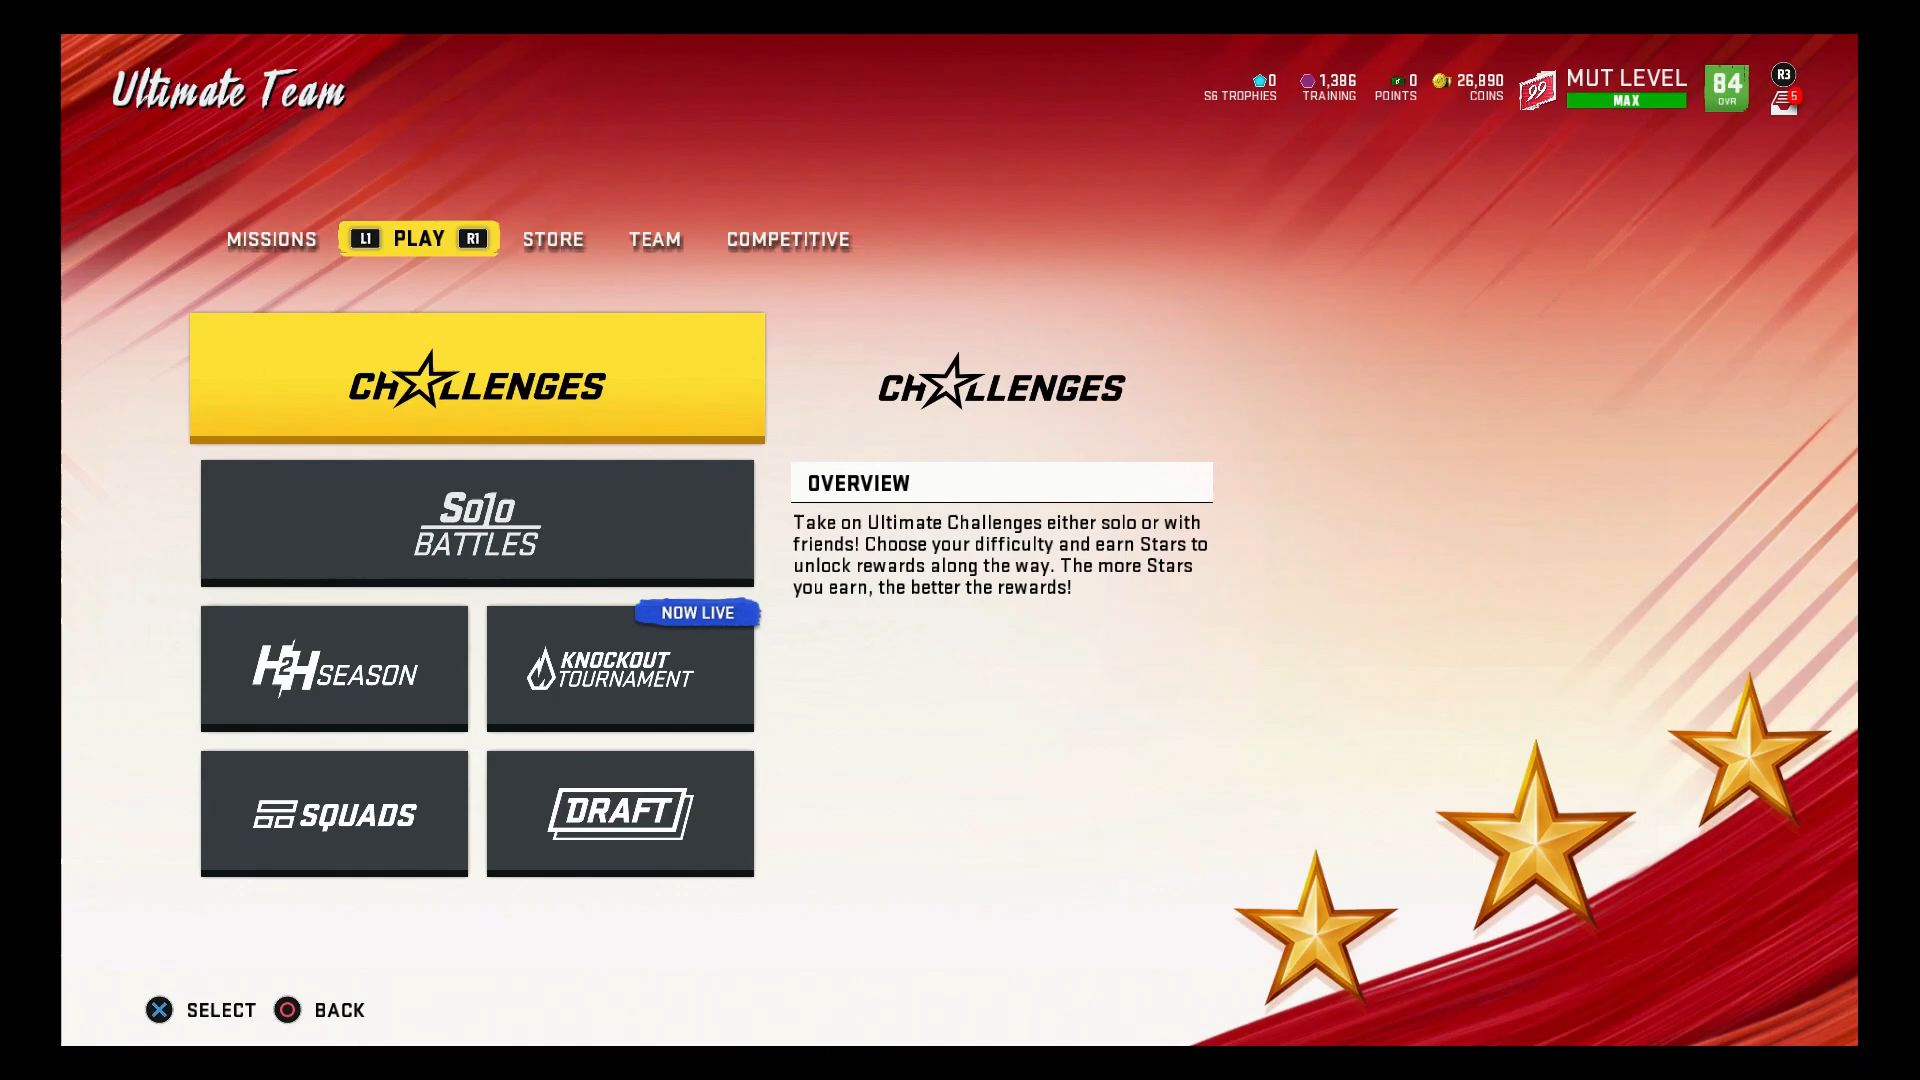 Ultimate Team
0
S6 TROPHIES
1,386
TRAINING
0
POINTS
26,890
COINS
99
MUT LEVEL
MAX
84
OVR
R3
5
MISSIONS
L1 PLAY R1
STORE
TEAM
COMPETITIVE
CHALLENGES
CHALLENGES
Solo
BATTLES
OVERVIEW
Take on Ultimate Challenges either solo or with
friends! Choose your difficulty and earn Stars to
unlock rewards along the way. The more Stars
you earn, the better the rewards!
NOW LIVE
H2H SEASON
KNOCKOUT
TOURNAMENT
SQUADS
DRAFT
SELECT
BACK